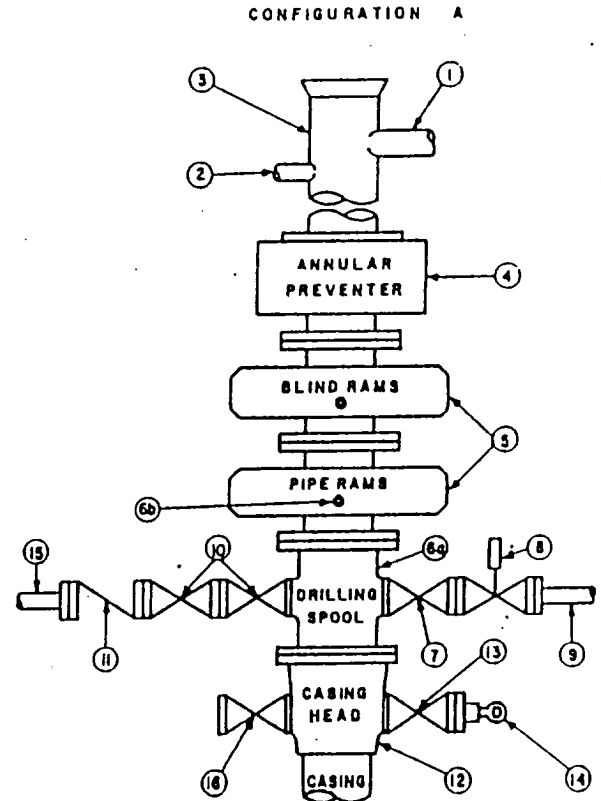 CONFIGURATION A
3
1
2
ANNULAR
PREVENTER
4
BLIND RAMS
5
PIPE RAMS
6b
6a
8
15
10
DRILLING
SPOOL
11
7
9
13
CASING
HEAD
16
12
14
CASING